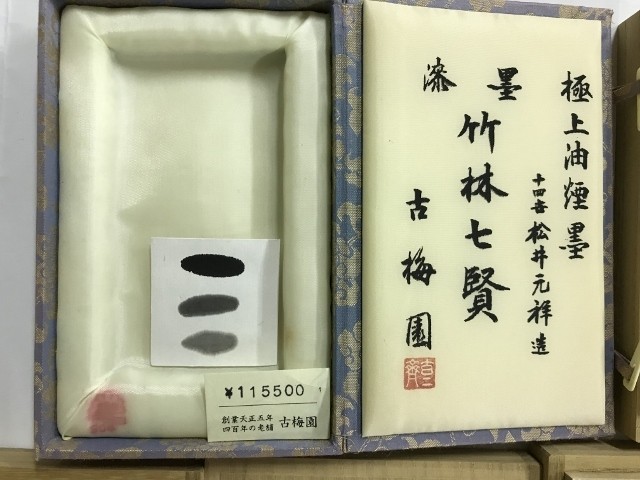 極上油煙墨
十四世 松井元祥造
漆墨
竹林七賢
古梅園
¥115500
創業天正五年
四百年の老舗 古梅園